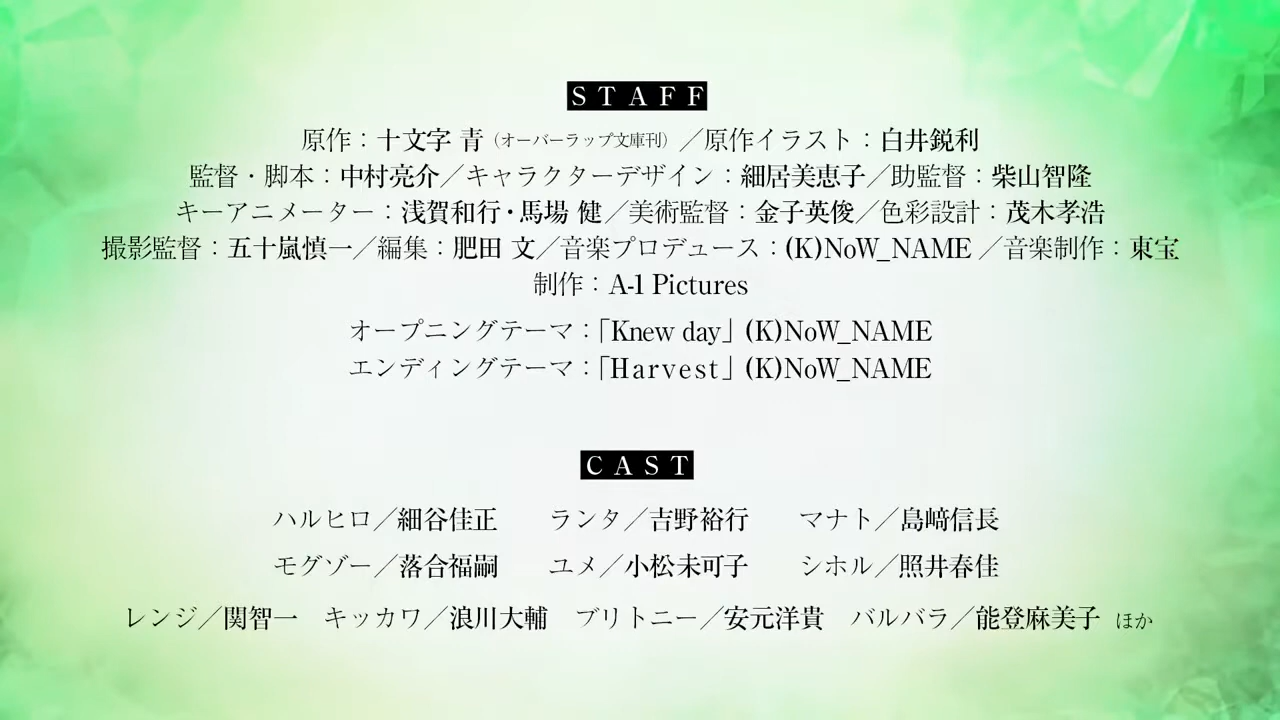 STAFF
原作：十文字 青（オーバーラップ文庫刊）／原作イラスト：白井鋭利
監督・脚本：中村亮介／キャラクターデザイン：細居美恵子／助監督：柴山智隆
キーアニメーター：浅賀和行・馬場 健／美術監督：金子英俊／色彩設計：茂木孝浩
撮影監督：五十嵐慎一／編集：肥田 文／音楽プロデュース：(K)NoW_NAME ／音楽制作：東宝
制作：A-1 Pictures
オープニングテーマ：「Knew day」(K)NoW_NAME
エンディングテーマ：「Harvest」(K)NoW_NAME
CAST
ハルヒロ／細谷佳正　ランタ／吉野裕行　マナト／島﨑信長
モグゾー／落合福嗣　ユメ／小松未可子　シホル／照井春佳
レンジ／関智一　キッカワ／浪川大輔　ブリトニー／安元洋貴　バルバラ／能登麻美子 ほか